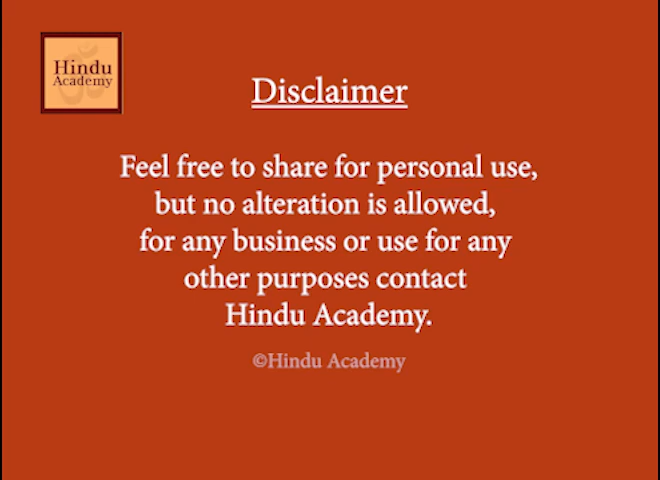 Hindu
Academy
Disclaimer
Feel free to share for personal use,
but no alteration is allowed,
for any business or use for any
other purposes contact
Hindu Academy.
©Hindu Academy